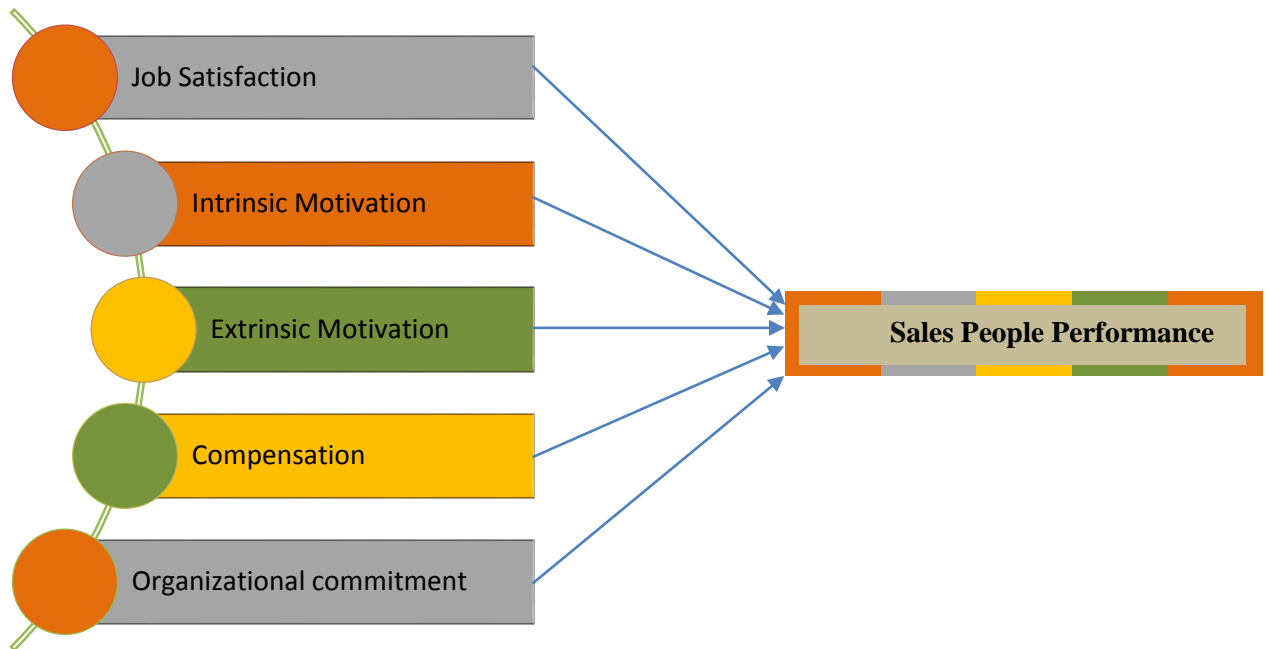 Job Satisfaction
Intrinsic Motivation
Extrinsic Motivation
Sales People Performance
Compensation
Organizational commitment